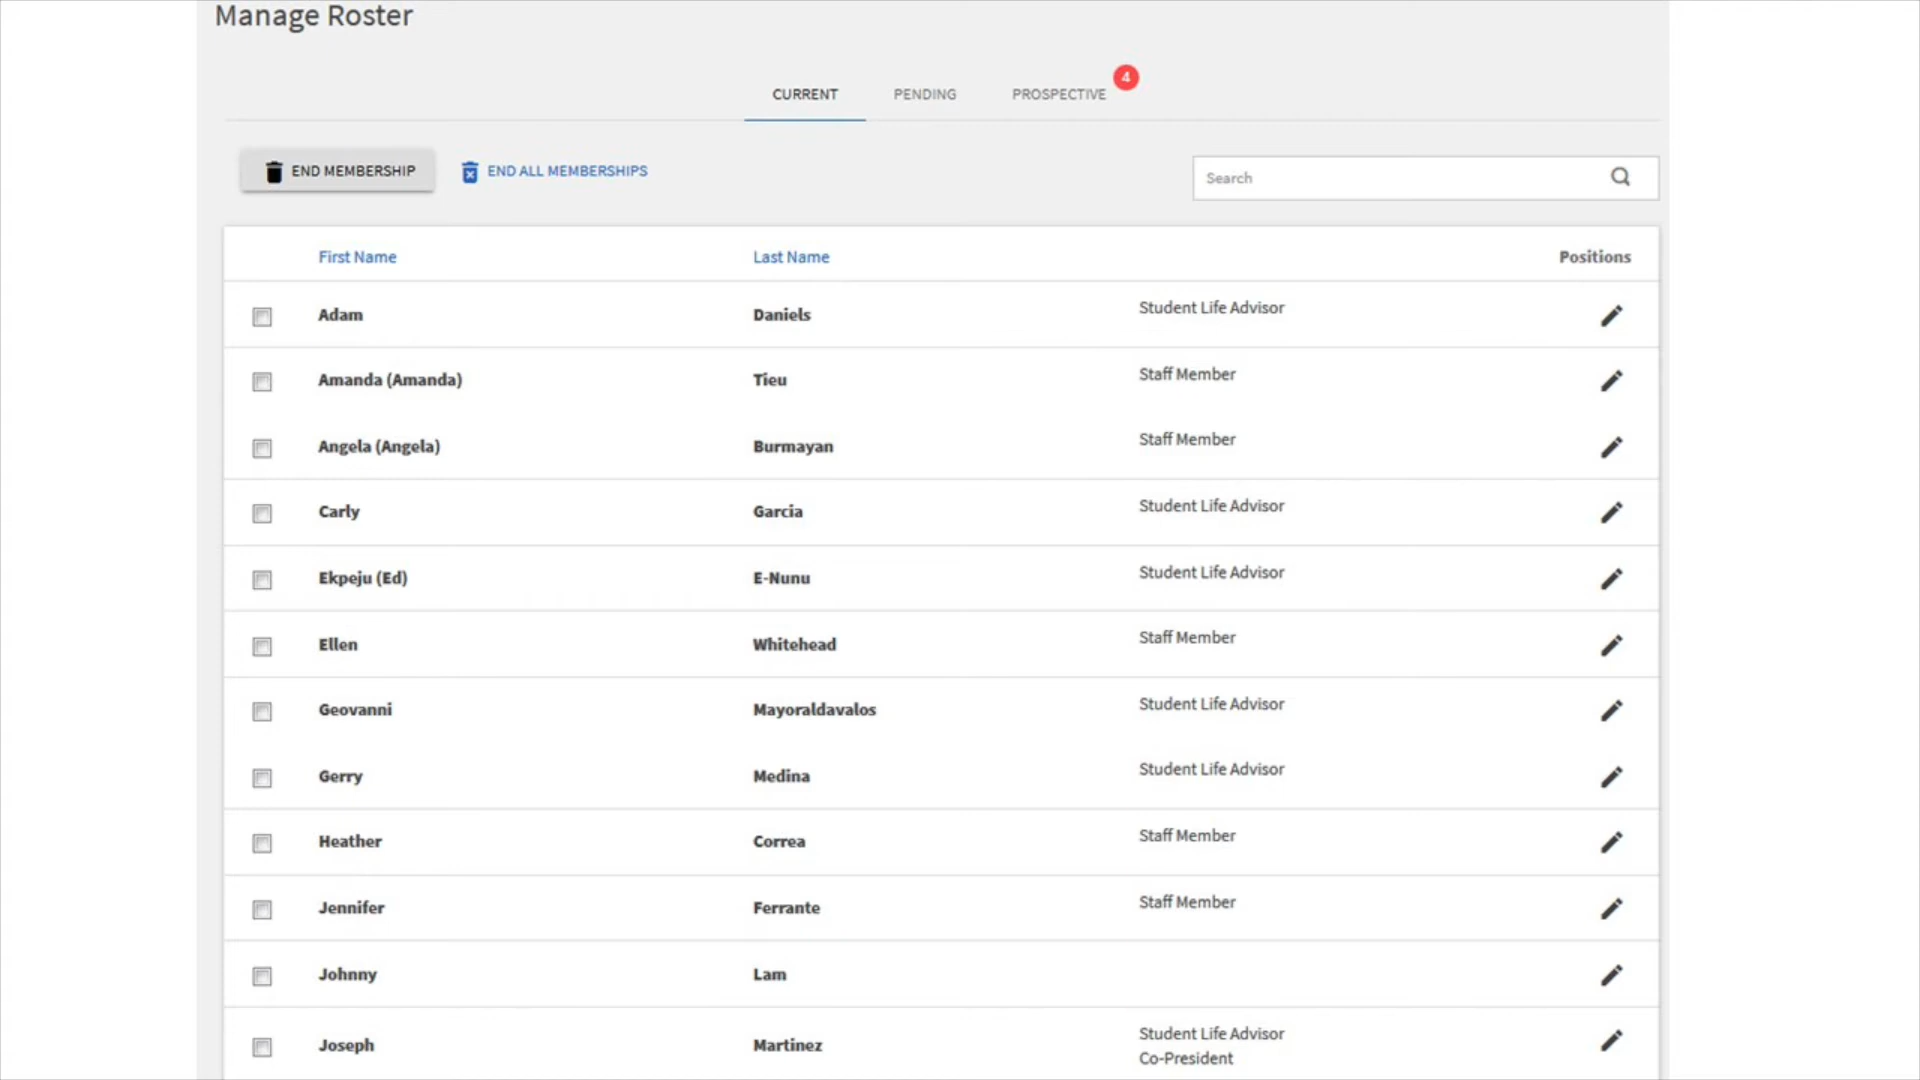 Manage Roster
CURRENT PENDING PROSPECTIVE 4
END MEMBERSHIP END ALL MEMBERSHIPS Search
First Name Last Name Positions
Adam Daniels Student Life Advisor
Amanda (Amanda) Tieu Staff Member
Angela (Angela) Burmayan Staff Member
Carly Garcia Student Life Advisor
Ekpeju (Ed) E-Nunu Student Life Advisor
Ellen Whitehead Staff Member
Geovanni Mayoraldavalos Student Life Advisor
Gerry Medina Student Life Advisor
Heather Correa Staff Member
Jennifer Ferrante Staff Member
Johnny Lam
Joseph Martinez Student Life Advisor
Co-President